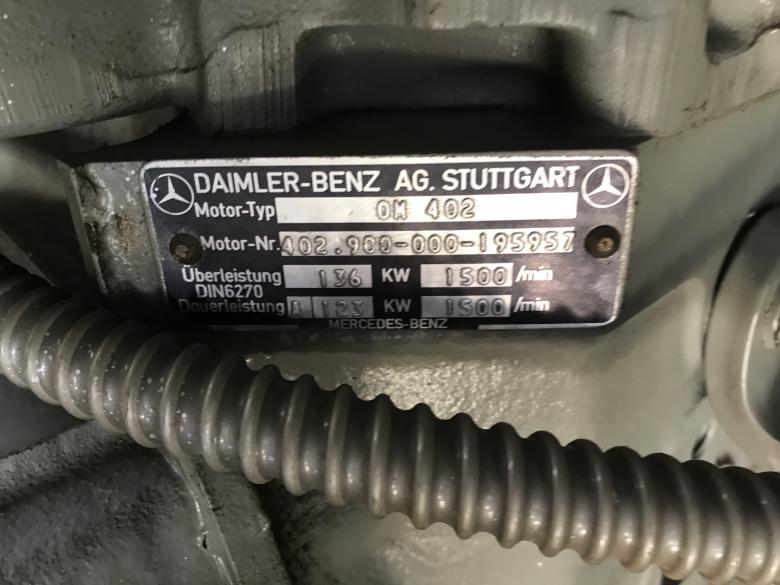 DAIMLER-BENZ AG. STUTTGART
Motor-Typ OM 402
Motor-Nr. 402.900-000-195957
Überleistung 136 KW 1500 /min
DIN6270
Dauerleistung A 123 KW 1500 /min
MERCEDES-BENZ